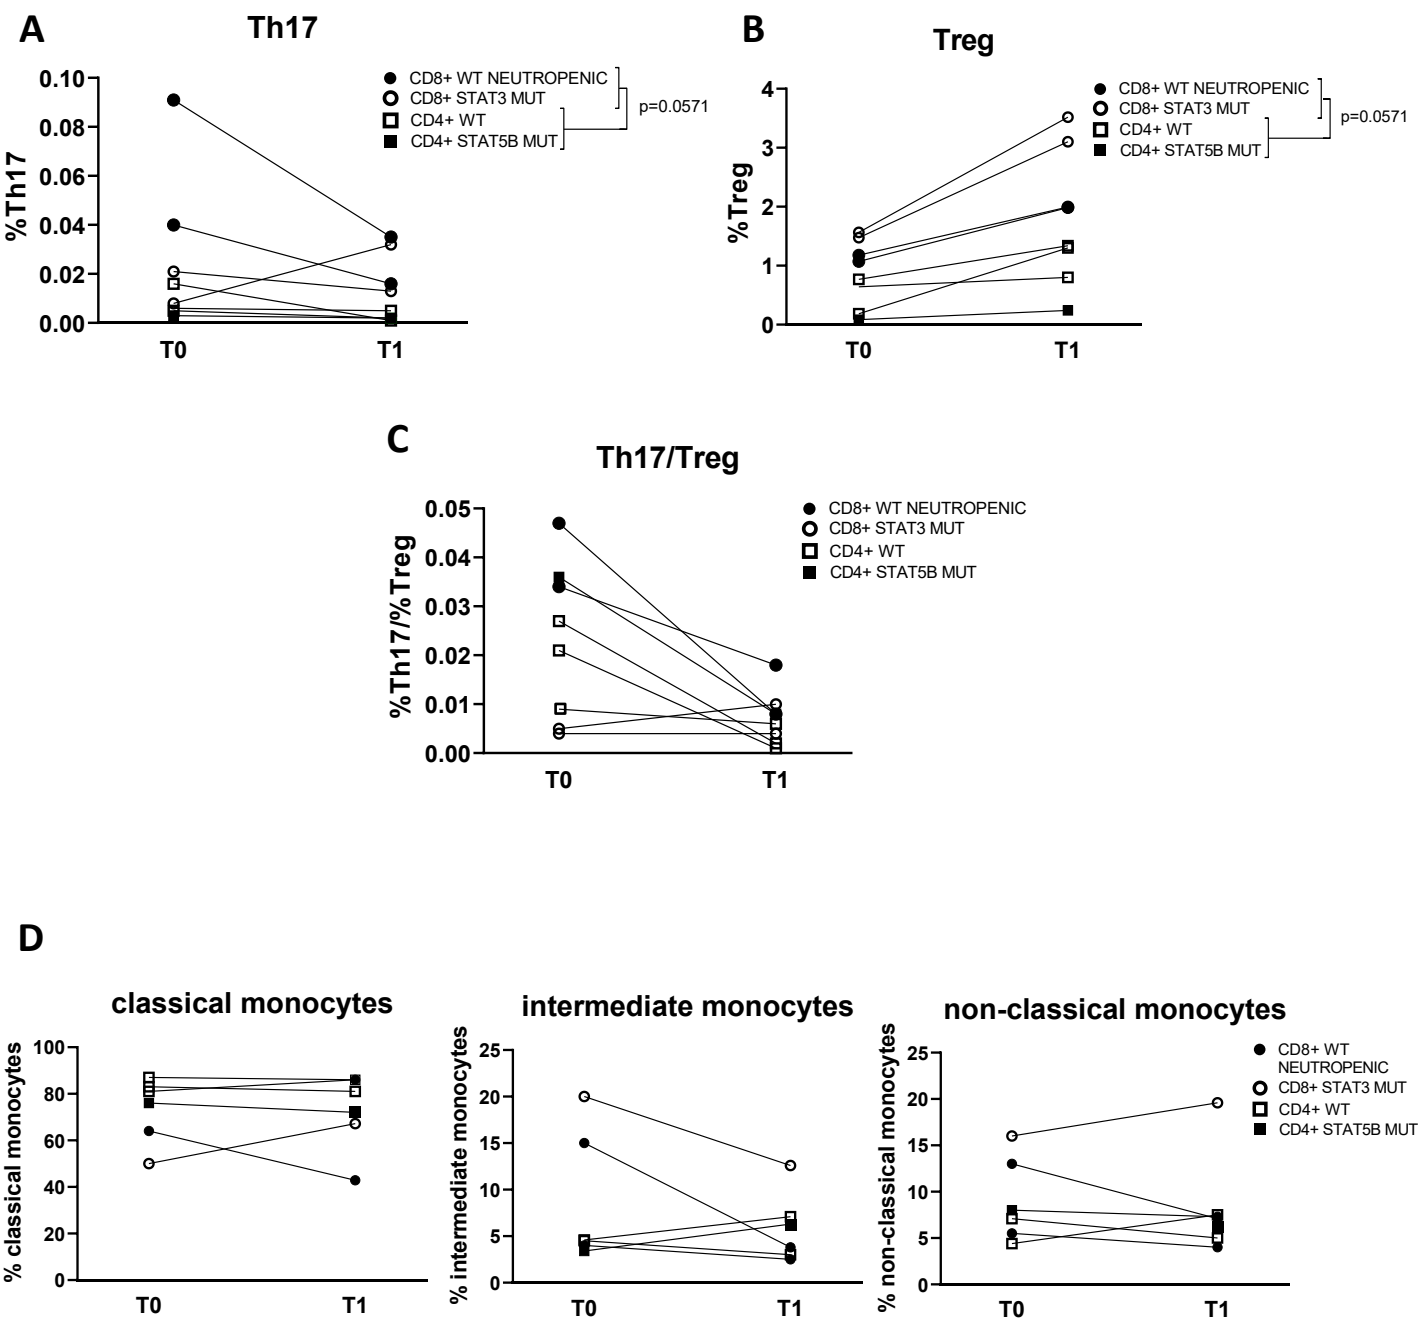 A
Th17
%Th17
0.10
0.08
0.06
0.04
0.02
0.00
T0
T1
CD8+ WT NEUTROPENIC
CD8+ STAT3 MUT
CD4+ WT
CD4+ STAT5B MUT
p=0.0571
B
Treg
%Treg
4
3
2
1
0
T0
T1
CD8+ WT NEUTROPENIC
CD8+ STAT3 MUT
CD4+ WT
CD4+ STAT5B MUT
p=0.0571
C
Th17/Treg
%Th17/%Treg
0.05
0.04
0.03
0.02
0.01
0.00
T0
T1
CD8+ WT NEUTROPENIC
CD8+ STAT3 MUT
CD4+ WT
CD4+ STAT5B MUT
D
classical monocytes
% classical monocytes
100
80
60
40
20
0
T0
T1
intermediate monocytes
% intermediate monocytes
25
20
15
10
5
0
T0
T1
non-classical monocytes
% non-classical monocytes
25
20
15
10
5
0
T0
T1
CD8+ WT
NEUTROPENIC
CD8+ STAT3 MUT
CD4+ WT
CD4+ STAT5B MUT